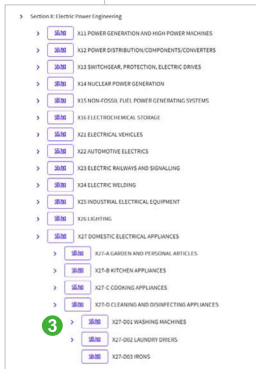 Section X: Electric Power Engineering
添加 X11 POWER GENERATION AND HIGH POWER MACHINES
添加 X12 POWER DISTRIBUTION/COMPONENTS/CONVERTERS
添加 X13 SWITCHGEAR, PROTECTION, ELECTRIC DRIVES
添加 X14 NUCLEAR POWER GENERATION
添加 X15 NON-FOSSIL FUEL POWER GENERATING SYSTEMS
添加 X16 ELECTROCHEMICAL STORAGE
添加 X21 ELECTRICAL VEHICLES
添加 X22 AUTOMOTIVE ELECTRICS
添加 X23 ELECTRIC RAILWAYS AND SIGNALLING
添加 X24 ELECTRIC WELDING
添加 X25 INDUSTRIAL ELECTRICAL EQUIPMENT
添加 X26 LIGHTING
添加 X27 DOMESTIC ELECTRICAL APPLIANCES
添加 X27-A GARDEN AND PERSONAL ARTICLES
添加 X27-B KITCHEN APPLIANCES
添加 X27-C COOKING APPLIANCES
添加 X27-D CLEANING AND DISINFECTING APPLIANCES
3 添加 X27-D01 WASHING MACHINES
添加 X27-D02 LAUNDRY DRIERS
添加 X27-D03 IRONS